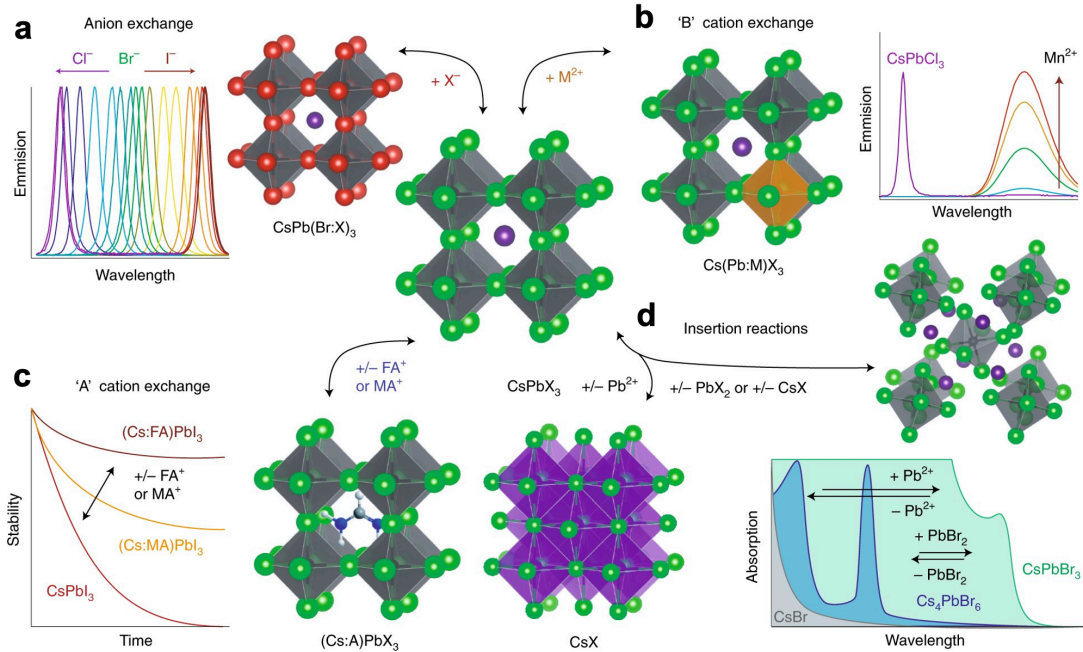 a
Anion exchange
Cl⁻ Br⁻ I⁻
Emmision
Wavelength
CsPb(Br:X)₃
+ X⁻
+ M²⁺
b
'B' cation exchange
Cs(Pb:M)X₃
CsPbCl₃
Mn²⁺
Emmision
Wavelength
c
'A' cation exchange
(Cs:FA)PbI₃
+/– FA⁺
or MA⁺
(Cs:MA)PbI₃
CsPbI₃
Stability
Time
+/– FA⁺
or MA⁺
(Cs:A)PbX₃
CsPbX₃
d
Insertion reactions
+/– Pb²⁺
+/– PbX₂ or +/– CsX
CsX
Absorption
+ Pb²⁺
– Pb²⁺
+ PbBr₂
– PbBr₂
CsPbBr₃
Cs₄PbBr₆
CsBr
Wavelength